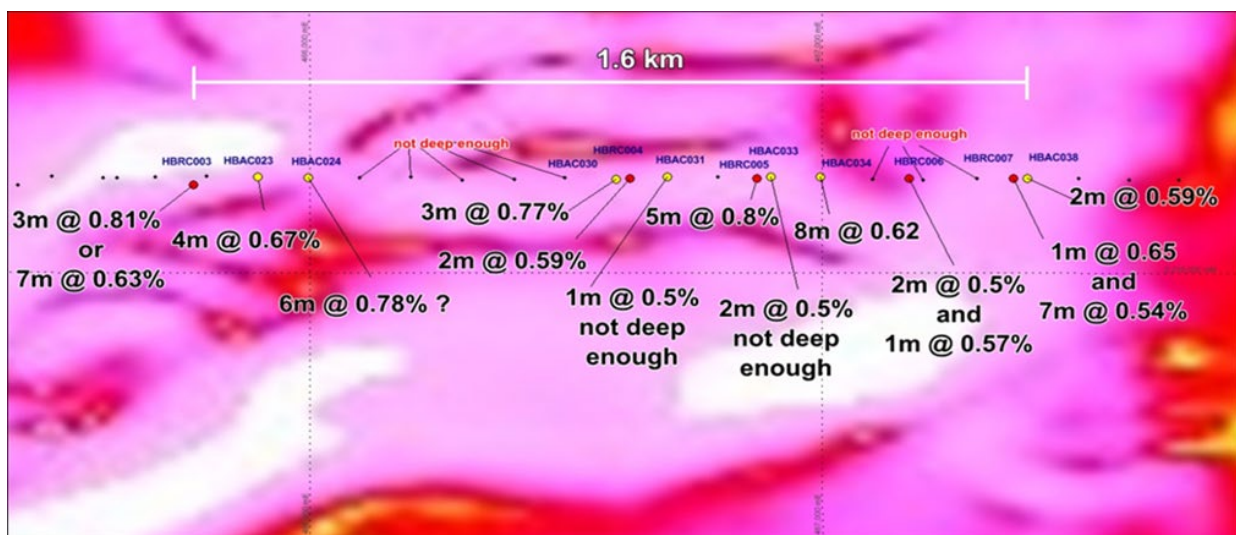 1.6 km
not deep enough
not deep enough
HBRC003
HBAC023
HBAC024
HBAC030
HBRC004
HBAC031
HBRC005
HBAC033
HBAC034
HBRC006
HBRC007
HBAC038
3m @ 0.81%
or
7m @ 0.63%
4m @ 0.67%
6m @ 0.78% ?
3m @ 0.77%
2m @ 0.59%
1m @ 0.5%
not deep
enough
5m @ 0.8%
2m @ 0.5%
not deep
enough
8m @ 0.62
2m @ 0.5%
and
1m @ 0.57%
2m @ 0.59%
1m @ 0.65
and
7m @ 0.54%